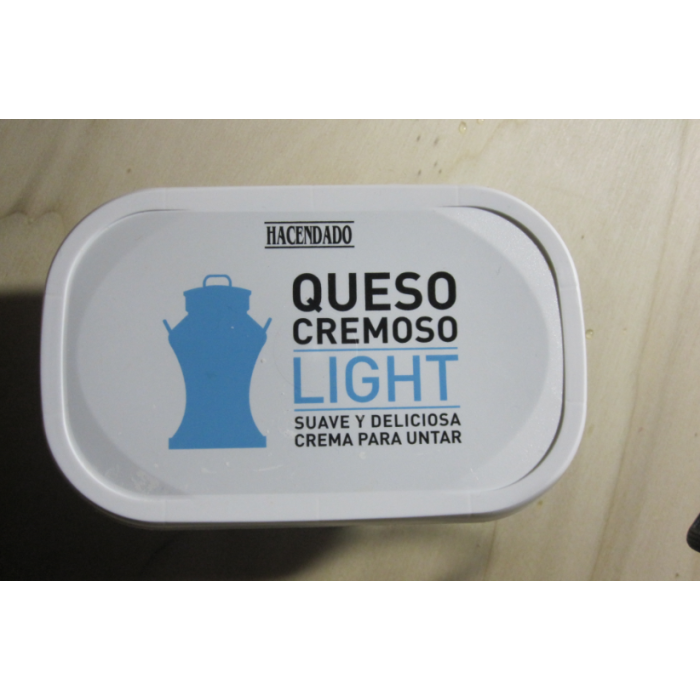 HACENDADO
QUESO
CREMOSO
LIGHT
SUAVE Y DELICIOSA
CREMA PARA UNTAR